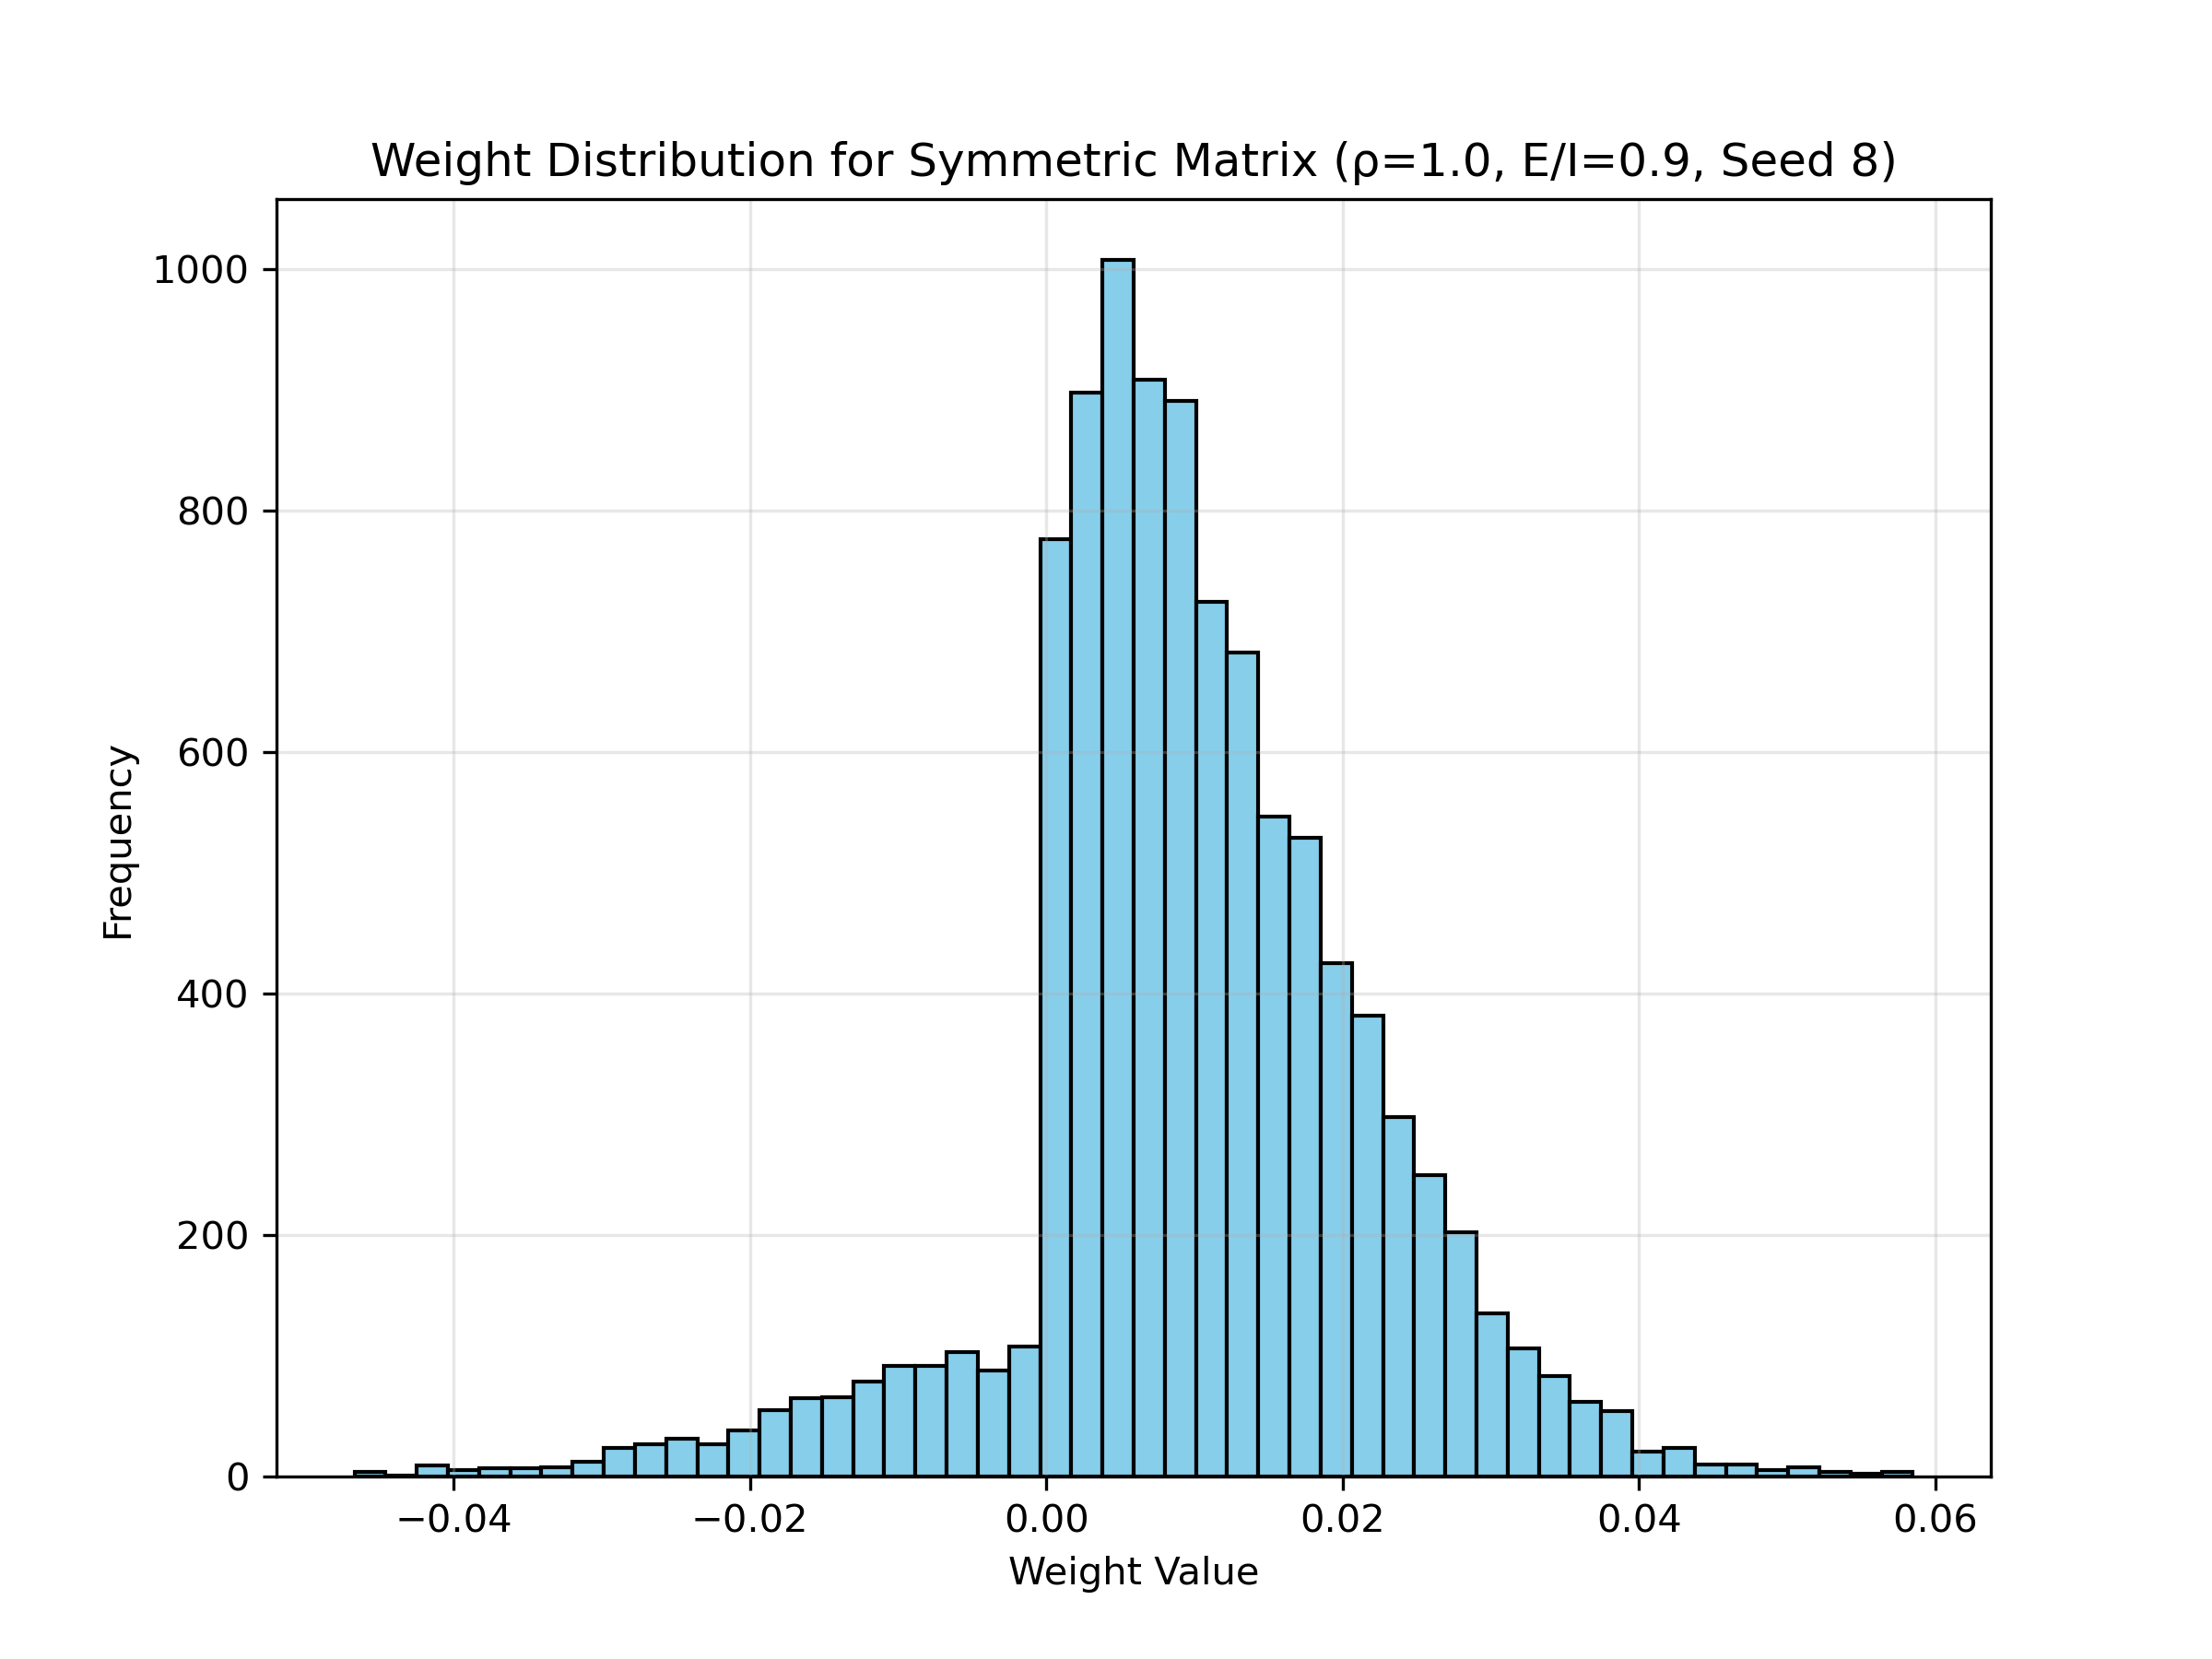 Weight Distribution for Symmetric Matrix (ρ=1.0, E/I=0.9, Seed 8)
1000
800
600
400
200
0
Frequency
−0.04 −0.02 0.00 0.02 0.04 0.06
Weight Value